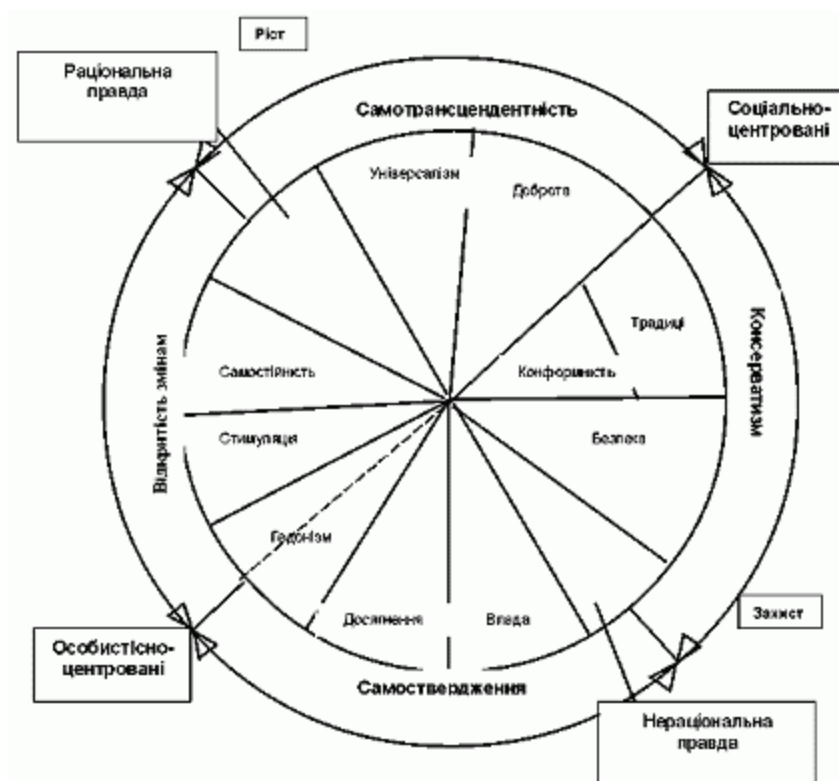 Ріст
Раціональна
правда
Самотрансцендентність
Соціально-
центровані
Універсалізм
Доброта
Традиці
Конформність
Консерватизм
Відкритість змінам
Самостійність
Стимуляція
Безпека
Гедонізм
Досягнення
Влада
Захист
Особистісно-
центровані
Самоствердження
Нераціональна
правда